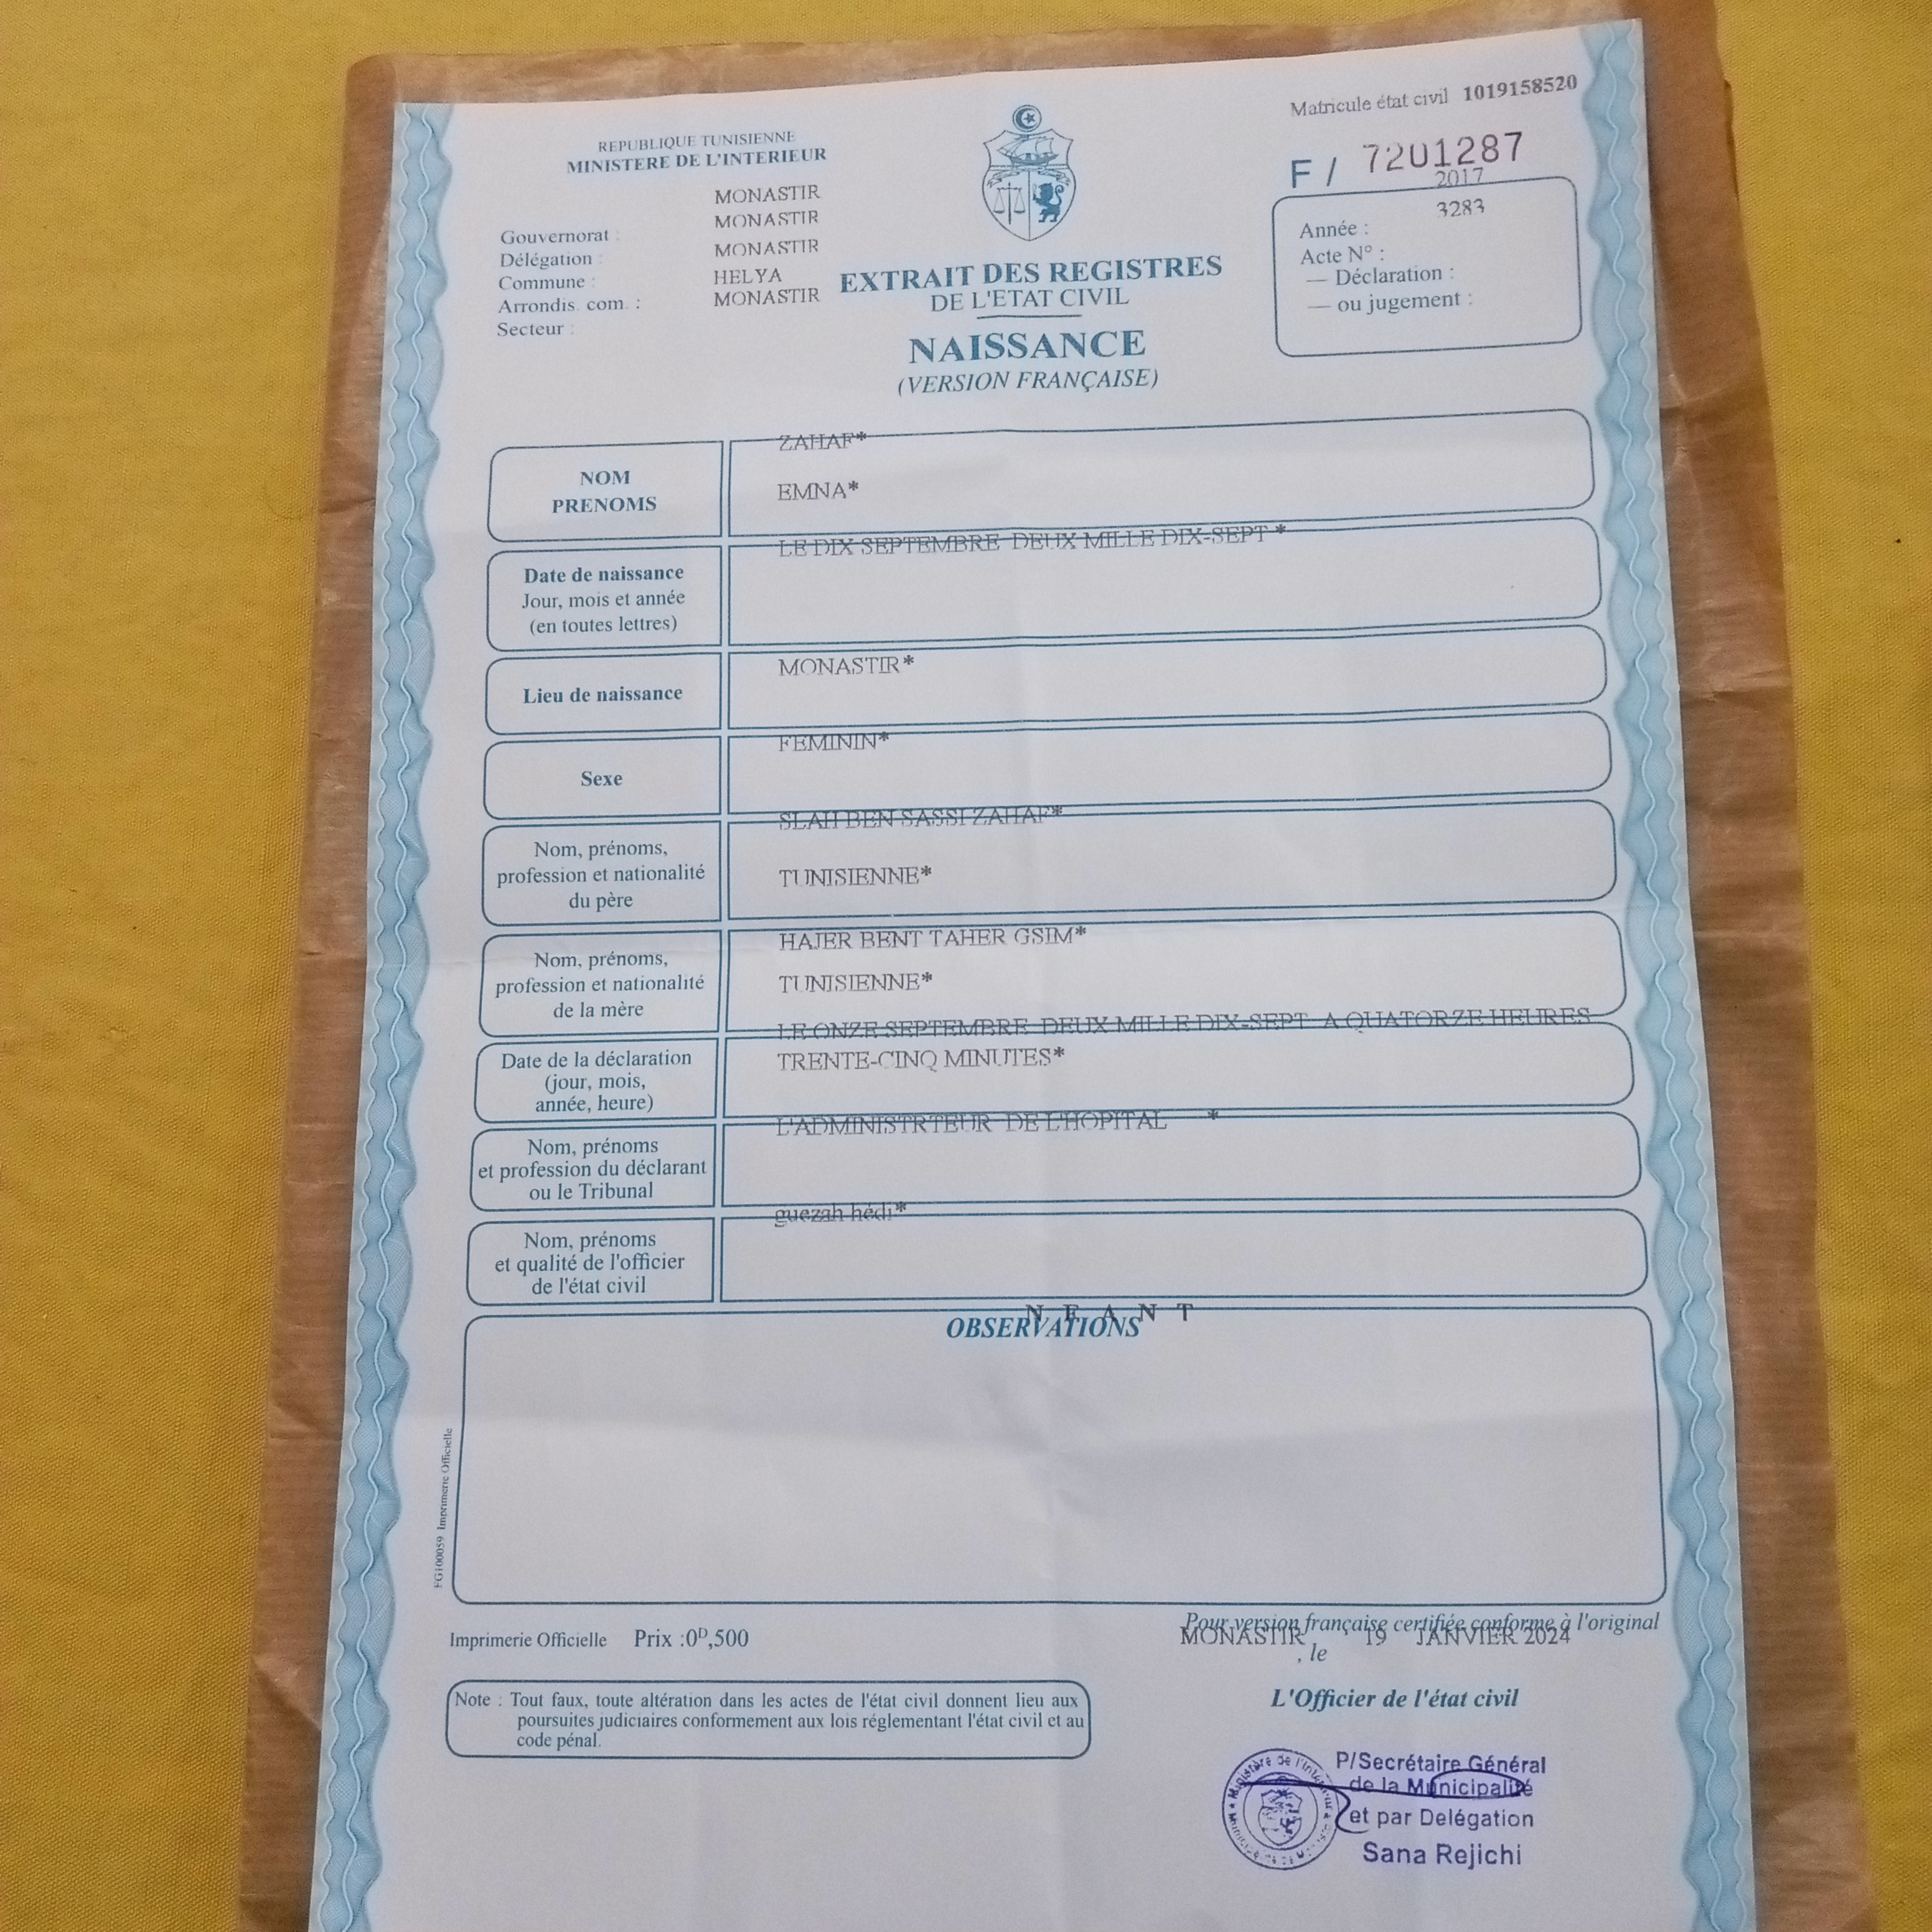 Matricule état civil 1019158520
REPUBLIQUE TUNISIENNE
MINISTERE DE L'INTERIEUR
F / 7201287
MONASTIR
MONASTIR
MONASTIR
HELYA
MONASTIR
Gouvernorat :
Délégation :
Commune :
Arrondis. com. :
Secteur :
2017
3283
Année :
Acte N° :
— Déclaration :
— ou jugement :
EXTRAIT DES REGISTRES
DE L'ETAT CIVIL
NAISSANCE
(VERSION FRANÇAISE)
NOM
PRENOMS
ZAHAF*
EMNA*
Date de naissance
Jour, mois et année
(en toutes lettres)
LE DIX SEPTEMBRE DEUX MILLE DIX-SEPT *
Lieu de naissance
MONASTIR*
Sexe
FEMININ*
Nom, prénoms,
profession et nationalité
du père
SLAH BEN SASSI ZAHAF*
TUNISIENNE*
Nom, prénoms,
profession et nationalité
de la mère
HAJER BENT TAHER GSIM*
TUNISIENNE*
Date de la déclaration
(jour, mois,
année, heure)
LE ONZE SEPTEMBRE DEUX MILLE DIX-SEPT A QUATORZE HEURES
TRENTE-CINQ MINUTES*
Nom, prénoms
et profession du déclarant
ou le Tribunal
L'ADMINISTRTEUR DE L'HOPITAL *
Nom, prénoms
et qualité de l'officier
de l'état civil
guezah hédi*
N E A N T
OBSERVATIONS
FG100059 Imprimerie Officielle
Imprimerie Officielle Prix :0ᴰ,500
Pour version française certifiée conforme à l'original
MONASTIR 19 JANVIER 2024
, le
Note : Tout faux, toute altération dans les actes de l'état civil donnent lieu aux
poursuites judiciaires conformement aux lois réglementant l'état civil et au
code pénal.
L'Officier de l'état civil
P/Secrétaire Général
de la Municipalité
et par Delégation
Sana Rejichi
Ministère de l'Intérieur